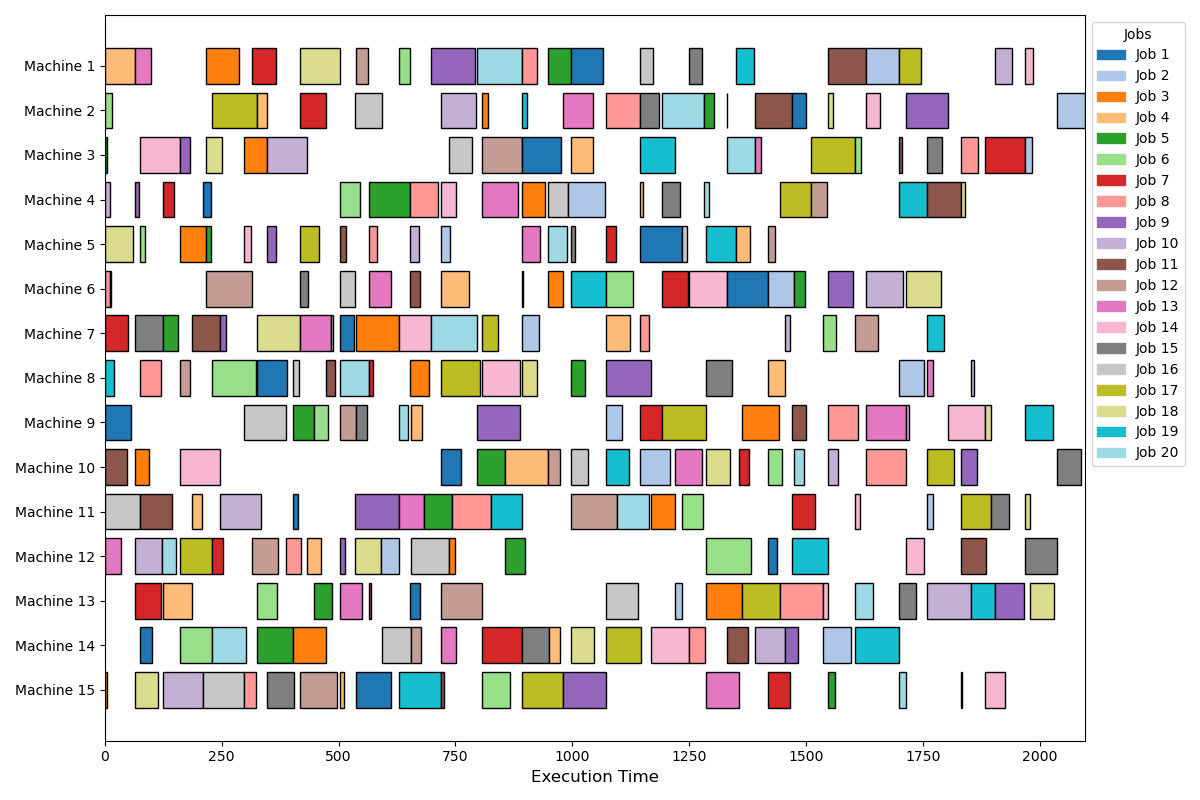 Machine 1
Machine 2
Machine 3
Machine 4
Machine 5
Machine 6
Machine 7
Machine 8
Machine 9
Machine 10
Machine 11
Machine 12
Machine 13
Machine 14
Machine 15
0 250 500 750 1000 1250 1500 1750 2000
Execution Time
Jobs
Job 1
Job 2
Job 3
Job 4
Job 5
Job 6
Job 7
Job 8
Job 9
Job 10
Job 11
Job 12
Job 13
Job 14
Job 15
Job 16
Job 17
Job 18
Job 19
Job 20